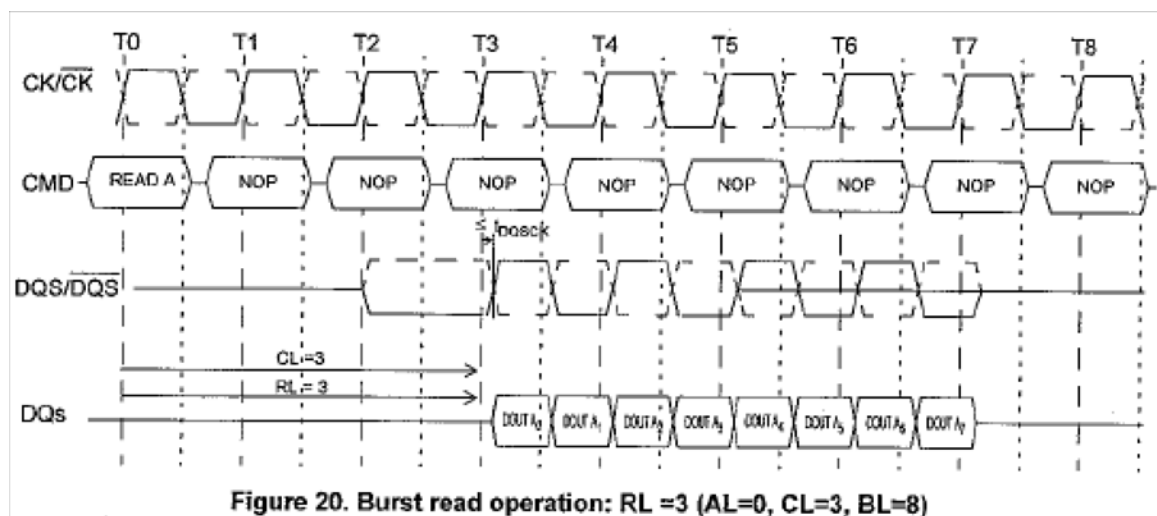 T0 T1 T2 T3 T4 T5 T6 T7 T8
CK/CK
CMD READ A NOP NOP NOP NOP NOP NOP NOP NOP
tDQSCK
DQS/DQS
CL =3
RL = 3
DQs DOUT A0 DOUT A1 DOUT A2 DOUT A3 DOUT A4 DOUT A5 DOUT A6 DOUT A7
Figure 20. Burst read operation: RL =3 (AL=0, CL=3, BL=8)